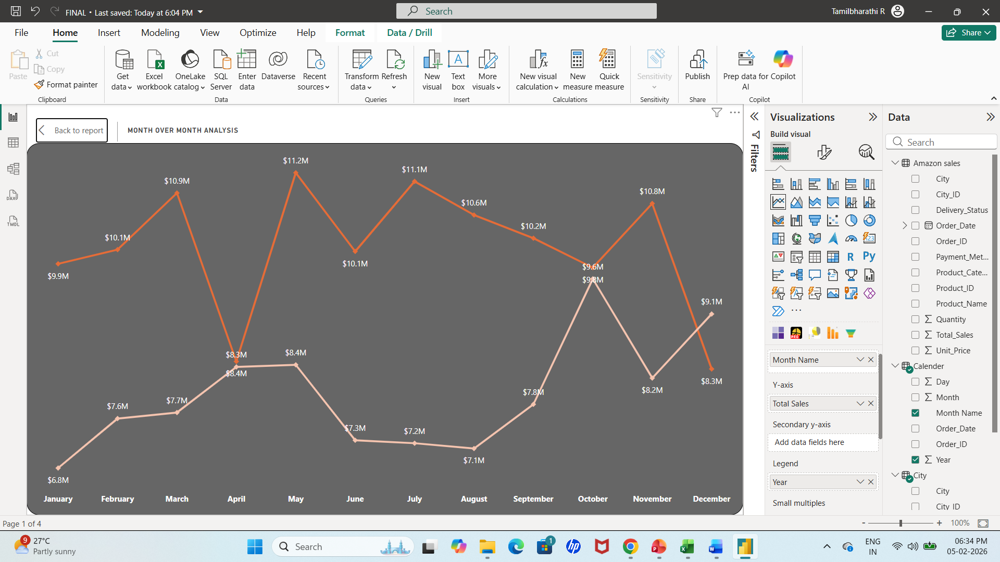 FINAL • Last saved: Today at 6:04 PM
Search
Tamilbharathi R
File Home Insert Modeling View Optimize Help Format Data / Drill
Share
Paste
Cut
Copy
Format painter
Clipboard
Get data
Excel workbook
OneLake catalog
SQL Server
Enter data
Dataverse
Recent sources
Data
Transform data
Refresh
Queries
New visual
Text box
More visuals
Insert
New visual calculation
New measure
Quick measure
Calculations
Sensitivity
Sensitivity
Publish
Share
Prep data for AI
Copilot
Copilot
Back to report
MONTH OVER MONTH ANALYSIS
$11.2M
$11.1M
$10.9M
$10.8M
$10.6M
$10.2M
$10.1M
$10.1M
$9.9M
$9.6M
$9.8M
$9.1M
$8.3M
$8.4M
$8.4M
$8.3M
$8.2M
$7.8M
$7.7M
$7.6M
$7.3M
$7.2M
$7.1M
$6.8M
January February March April May June July August September October November December
Filters
Visualizations
Build visual
123
R
Py
PRO
Month Name
Y-axis
Total Sales
Secondary y-axis
Add data fields here
Legend
Year
Small multiples
Data
Search
Amazon sales
City
City_ID
Delivery_Status
Order_Date
Order_ID
Payment_Met...
Product_Cate...
Product_ID
Product_Name
Quantity
Total_Sales
Unit_Price
Calender
Day
Month
Month Name
Order_Date
Order_ID
Year
City
City
City_ID
DAX
TMDL
Page 1 of 4
- + 100%
9
27°C
Partly sunny
Search
1
hp
ENG
IN
06:34 PM
05-02-2026